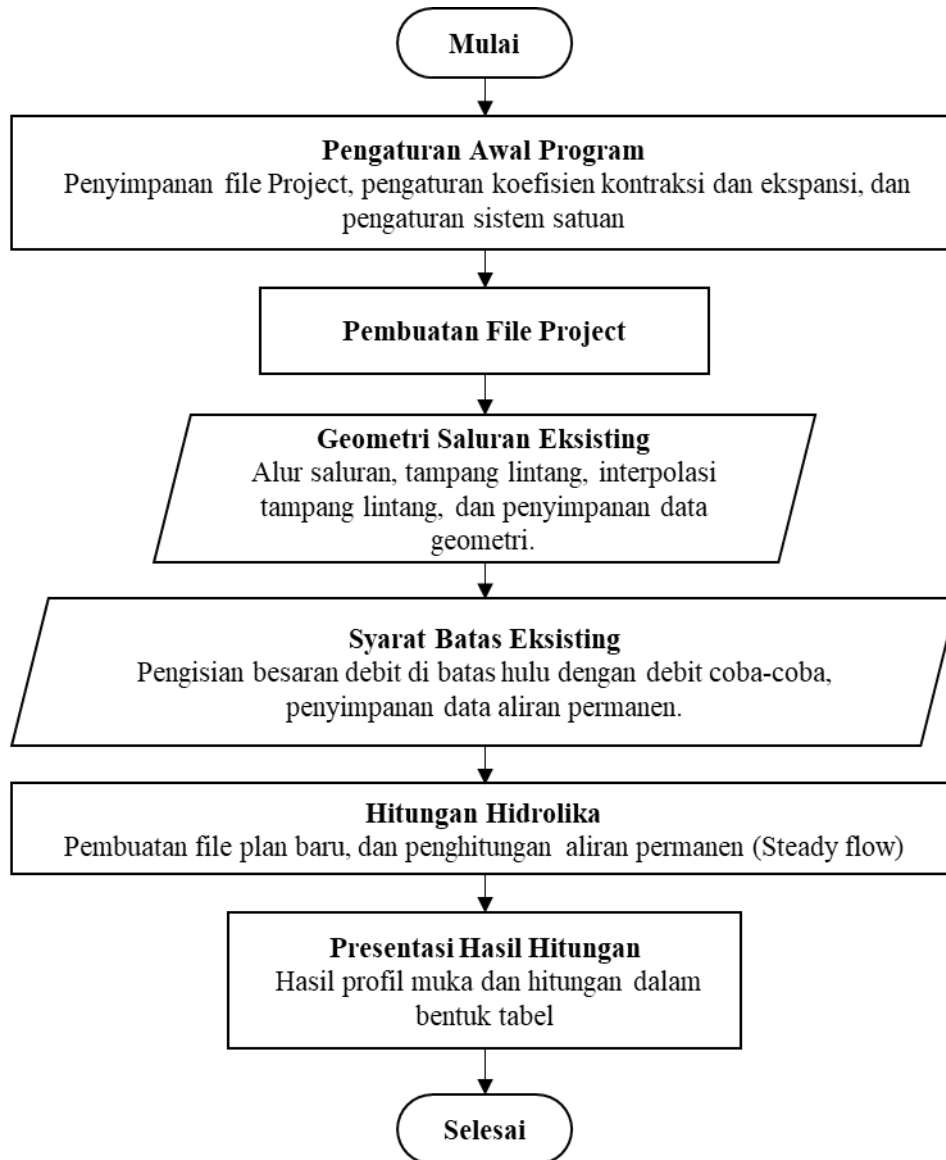 Mulai
Pengaturan Awal Program
Penyimpanan file Project, pengaturan koefisien kontraksi dan ekspansi, dan
pengaturan sistem satuan
Pembuatan File Project
Geometri Saluran Eksisting
Alur saluran, tampang lintang, interpolasi
tampang lintang, dan penyimpanan data
geometri.
Syarat Batas Eksisting
Pengisian besaran debit di batas hulu dengan debit coba-coba,
penyimpanan data aliran permanen.
Hitungan Hidrolika
Pembuatan file plan baru, dan penghitungan aliran permanen (Steady flow)
Presentasi Hasil Hitungan
Hasil profil muka dan hitungan dalam
bentuk tabel
Selesai